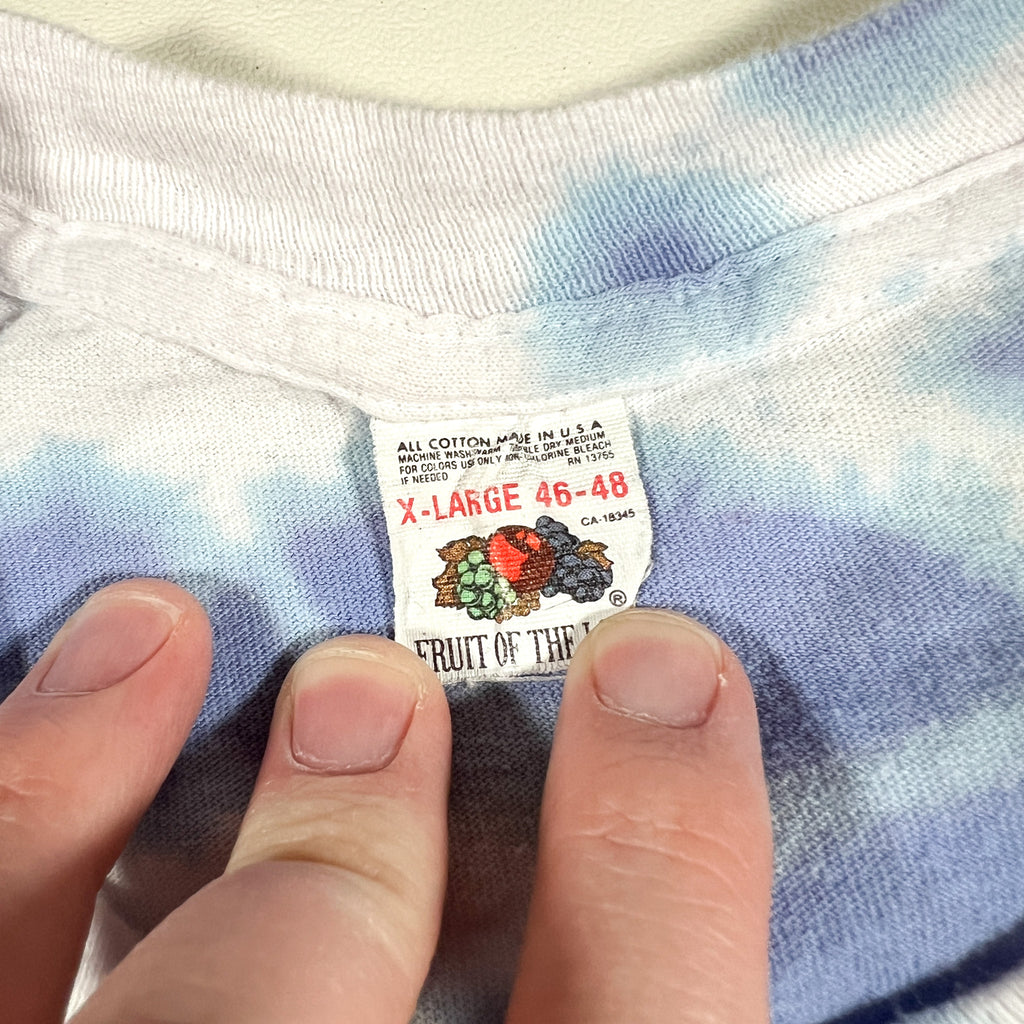 ALL COTTON MADE IN U S A
MACHINE WASH WARM TUMBLE DRY MEDIUM
FOR COLORS USE ONLY NON-CHLORINE BLEACH
IF NEEDED RN 13765
X-LARGE 46-48
CA-18345
®
FRUIT OF THE